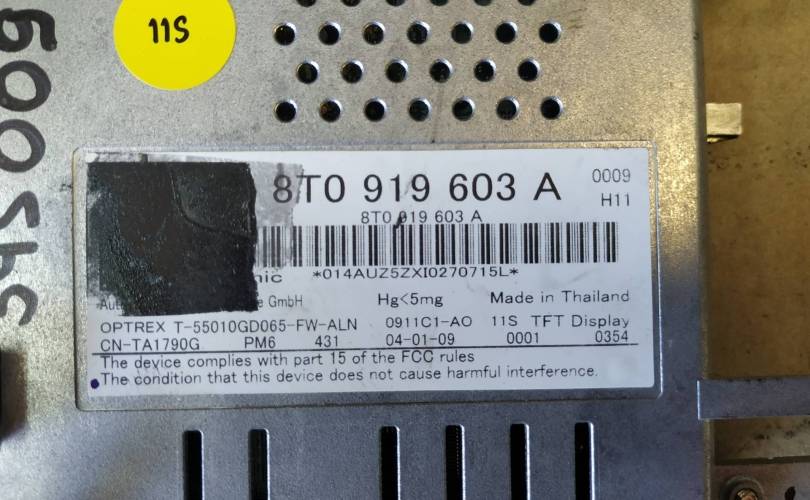 11S
60054S
8T0 919 603 A
0009
H11
8T0 919 603 A
nic *014AUZ5ZXI0270715L*
Aut e GmbH Hg<5mg Made in Thailand
OPTREX T-55010GD065-FW-ALN 0911C1-AO 11S TFT Display
CN-TA1790G PM6 431 04-01-09 0001 0354
The device complies with part 15 of the FCC rules
The condition that this device does not cause harmful interference.